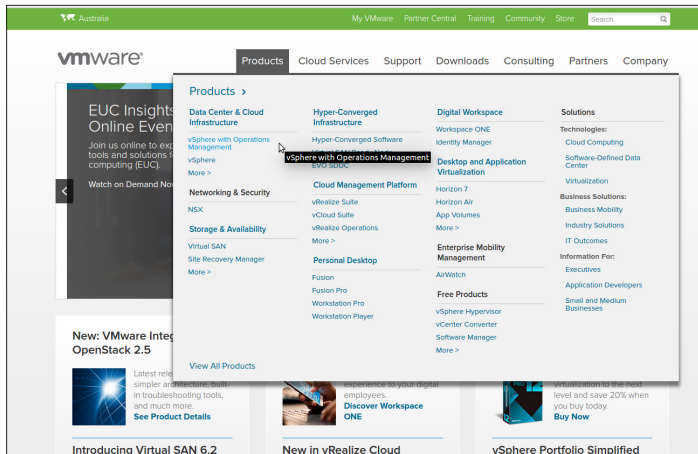 Australia
My VMware Partner Central Training Community Store Search
vmware®
Products Cloud Services Support Downloads Consulting Partners Company
EUC Insights
Online Even
Join us online to exp
tools and solutions f
computing (EUC).
Watch on Demand No
Products >
Data Center & Cloud
Infrastructure
vSphere with Operations
Management
vSphere
More >
Networking & Security
NSX
Storage & Availability
Virtual SAN
Site Recovery Manager
More >
Hyper-Converged
Infrastructure
Hyper-Converged Software
vSphere with Operations Management
EVO SDDC
Cloud Management Platform
vRealize Suite
vCloud Suite
vRealize Operations
More >
Personal Desktop
Fusion
Fusion Pro
Workstation Pro
Workstation Player
Digital Workspace
Workspace ONE
Identity Manager
Desktop and Application
Virtualization
Horizon 7
Horizon Air
App Volumes
More >
Enterprise Mobility
Management
AirWatch
Free Products
vSphere Hypervisor
vCenter Converter
Software Manager
More >
Solutions
Technologies:
Cloud Computing
Software-Defined Data
Center
Virtualization
Business Solutions:
Business Mobility
Industry Solutions
IT Outcomes
Information For:
Executives
Application Developers
Small and Medium
Businesses
View All Products
New: VMware Integ
OpenStack 2.5
Latest rele
simpler architecture, built-
in troubleshooting tools,
and much more.
See Product Details
experience to your digital
employees.
Discover Workspace
ONE
virtualization to the next
level and save 20% when
you buy today.
Buy Now
Introducing Virtual SAN 6.2
New in vRealize Cloud
vSphere Portfolio Simplified